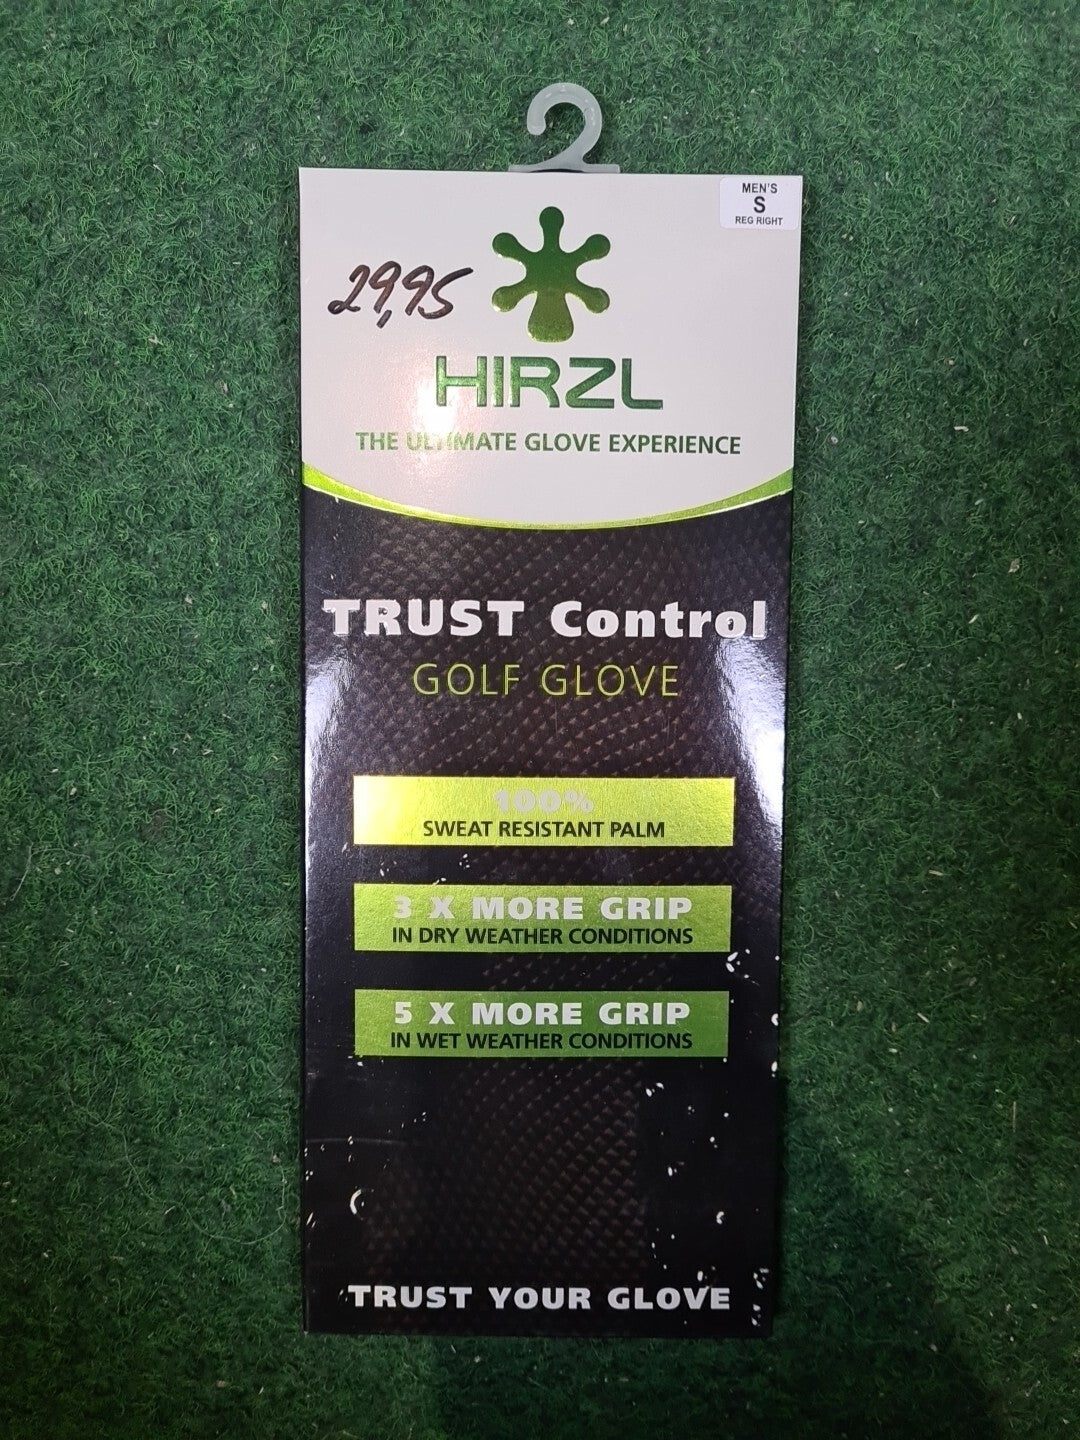 MEN'S
S
REG RIGHT
29,95
HIRZL
THE ULTIMATE GLOVE EXPERIENCE
TRUST Control
GOLF GLOVE
100%
SWEAT RESISTANT PALM
3 X MORE GRIP
IN DRY WEATHER CONDITIONS
5 X MORE GRIP
IN WET WEATHER CONDITIONS
TRUST YOUR GLOVE